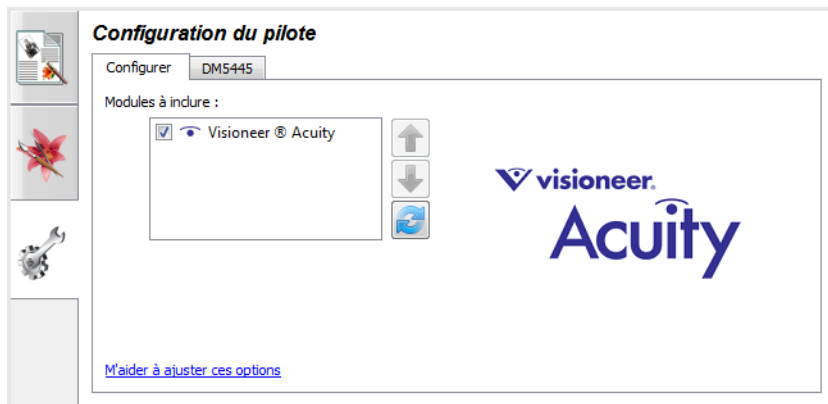 Configuration du pilote
Configurer DM5445
Modules à inclure :
Visioneer ® Acuity
visioneer.
Acuity
M'aider à ajuster ces options